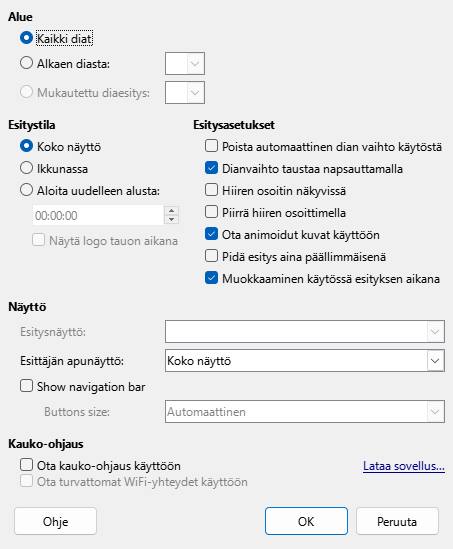 Alue
Kaikki diat
Alkaen diasta:
Mukautettu diaesitys:
Esitystila
Koko näyttö
Ikkunassa
Aloita uudelleen alusta:
00:00:00
Näytä logo tauon aikana
Esitysasetukset
Poista automaattinen dian vaihto käytöstä
Dianvaihto taustaa napsauttamalla
Hiiren osoitin näkyvissä
Piirrä hiiren osoittimella
Ota animoidut kuvat käyttöön
Pidä esitys aina päällimmäisenä
Muokkaaminen käytössä esityksen aikana
Näyttö
Esitysnäyttö:
Esittäjän apunäyttö: Koko näyttö
Show navigation bar
Buttons size: Automaattinen
Kauko-ohjaus
Ota kauko-ohjaus käyttöön Lataa sovellus...
Ota turvattomat WiFi-yhteydet käyttöön
Ohje OK Peruuta